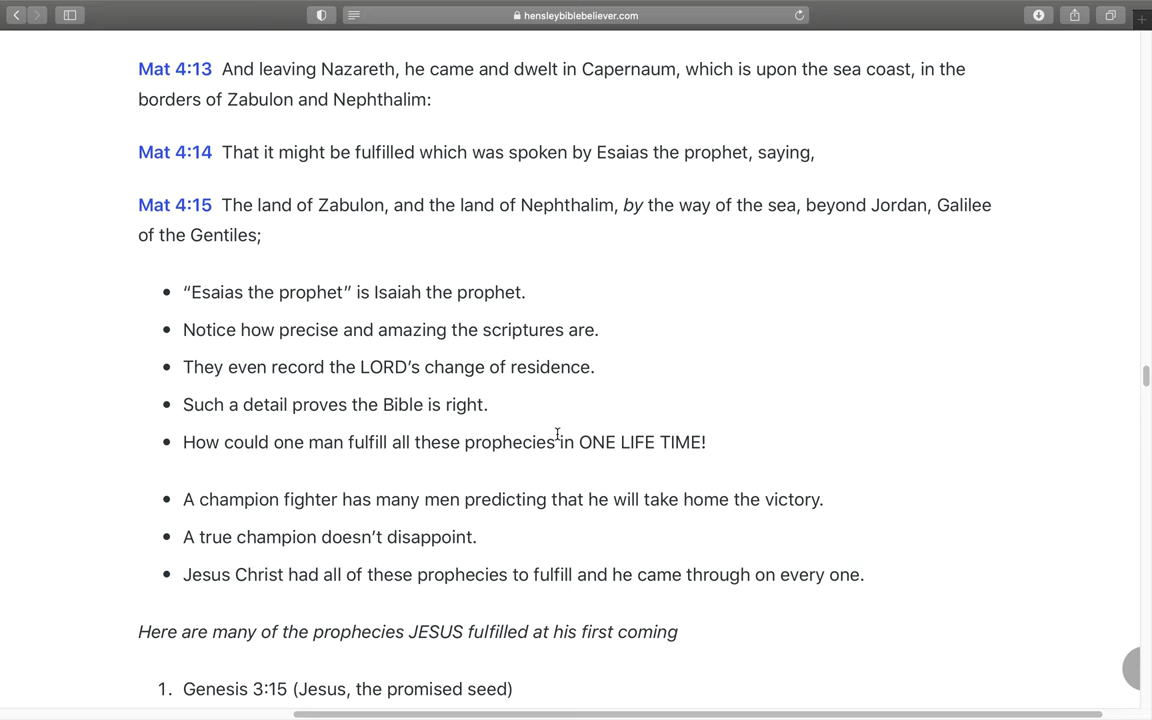 hensleybiblebeliever.com
Mat 4:13 And leaving Nazareth, he came and dwelt in Capernaum, which is upon the sea coast, in the
borders of Zabulon and Nephthalim:
Mat 4:14 That it might be fulfilled which was spoken by Esaias the prophet, saying,
Mat 4:15 The land of Zabulon, and the land of Nephthalim, by the way of the sea, beyond Jordan, Galilee
of the Gentiles;
• “Esaias the prophet” is Isaiah the prophet.
• Notice how precise and amazing the scriptures are.
• They even record the LORD’s change of residence.
• Such a detail proves the Bible is right.
• How could one man fulfill all these prophecies in ONE LIFE TIME!
• A champion fighter has many men predicting that he will take home the victory.
• A true champion doesn’t disappoint.
• Jesus Christ had all of these prophecies to fulfill and he came through on every one.
Here are many of the prophecies JESUS fulfilled at his first coming
1. Genesis 3:15 (Jesus, the promised seed)